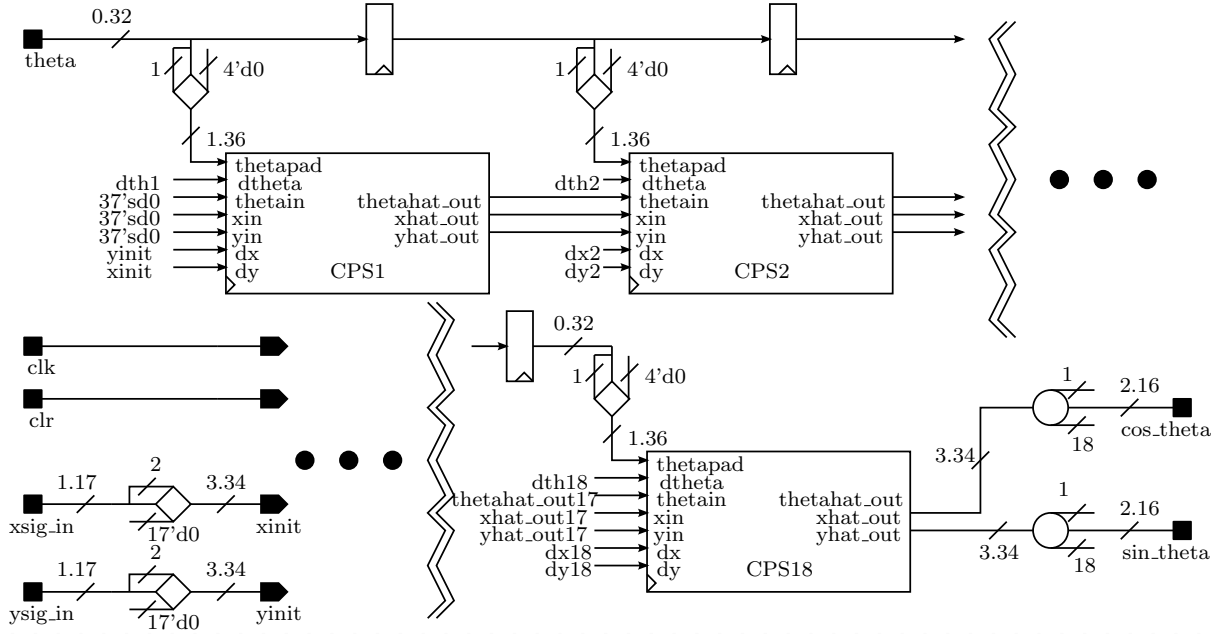 0.32
theta
1
4'd0
1
4'd0
1.36
1.36
thetapad
dth1
dtheta
37'sd0
thetain
thetahat_out
37'sd0
xin
xhat_out
37'sd0
yin
yhat_out
yinit
dx
xinit
dy
CPS1
thetapad
dth2
dtheta
thetain
thetahat_out
xin
xhat_out
yin
yhat_out
dx2
dx
dy2
dy
CPS2
clk
clr
1.17
2
3.34
xsig_in
17'd0
xinit
1.17
2
3.34
ysig_in
17'd0
yinit
0.32
1
4'd0
1.36
thetapad
dth18
dtheta
thetahat_out17
thetain
thetahat_out
xhat_out17
xin
xhat_out
yhat_out17
yin
yhat_out
dx18
dx
dy18
dy
CPS18
3.34
1
2.16
18
cos_theta
3.34
1
2.16
18
sin_theta